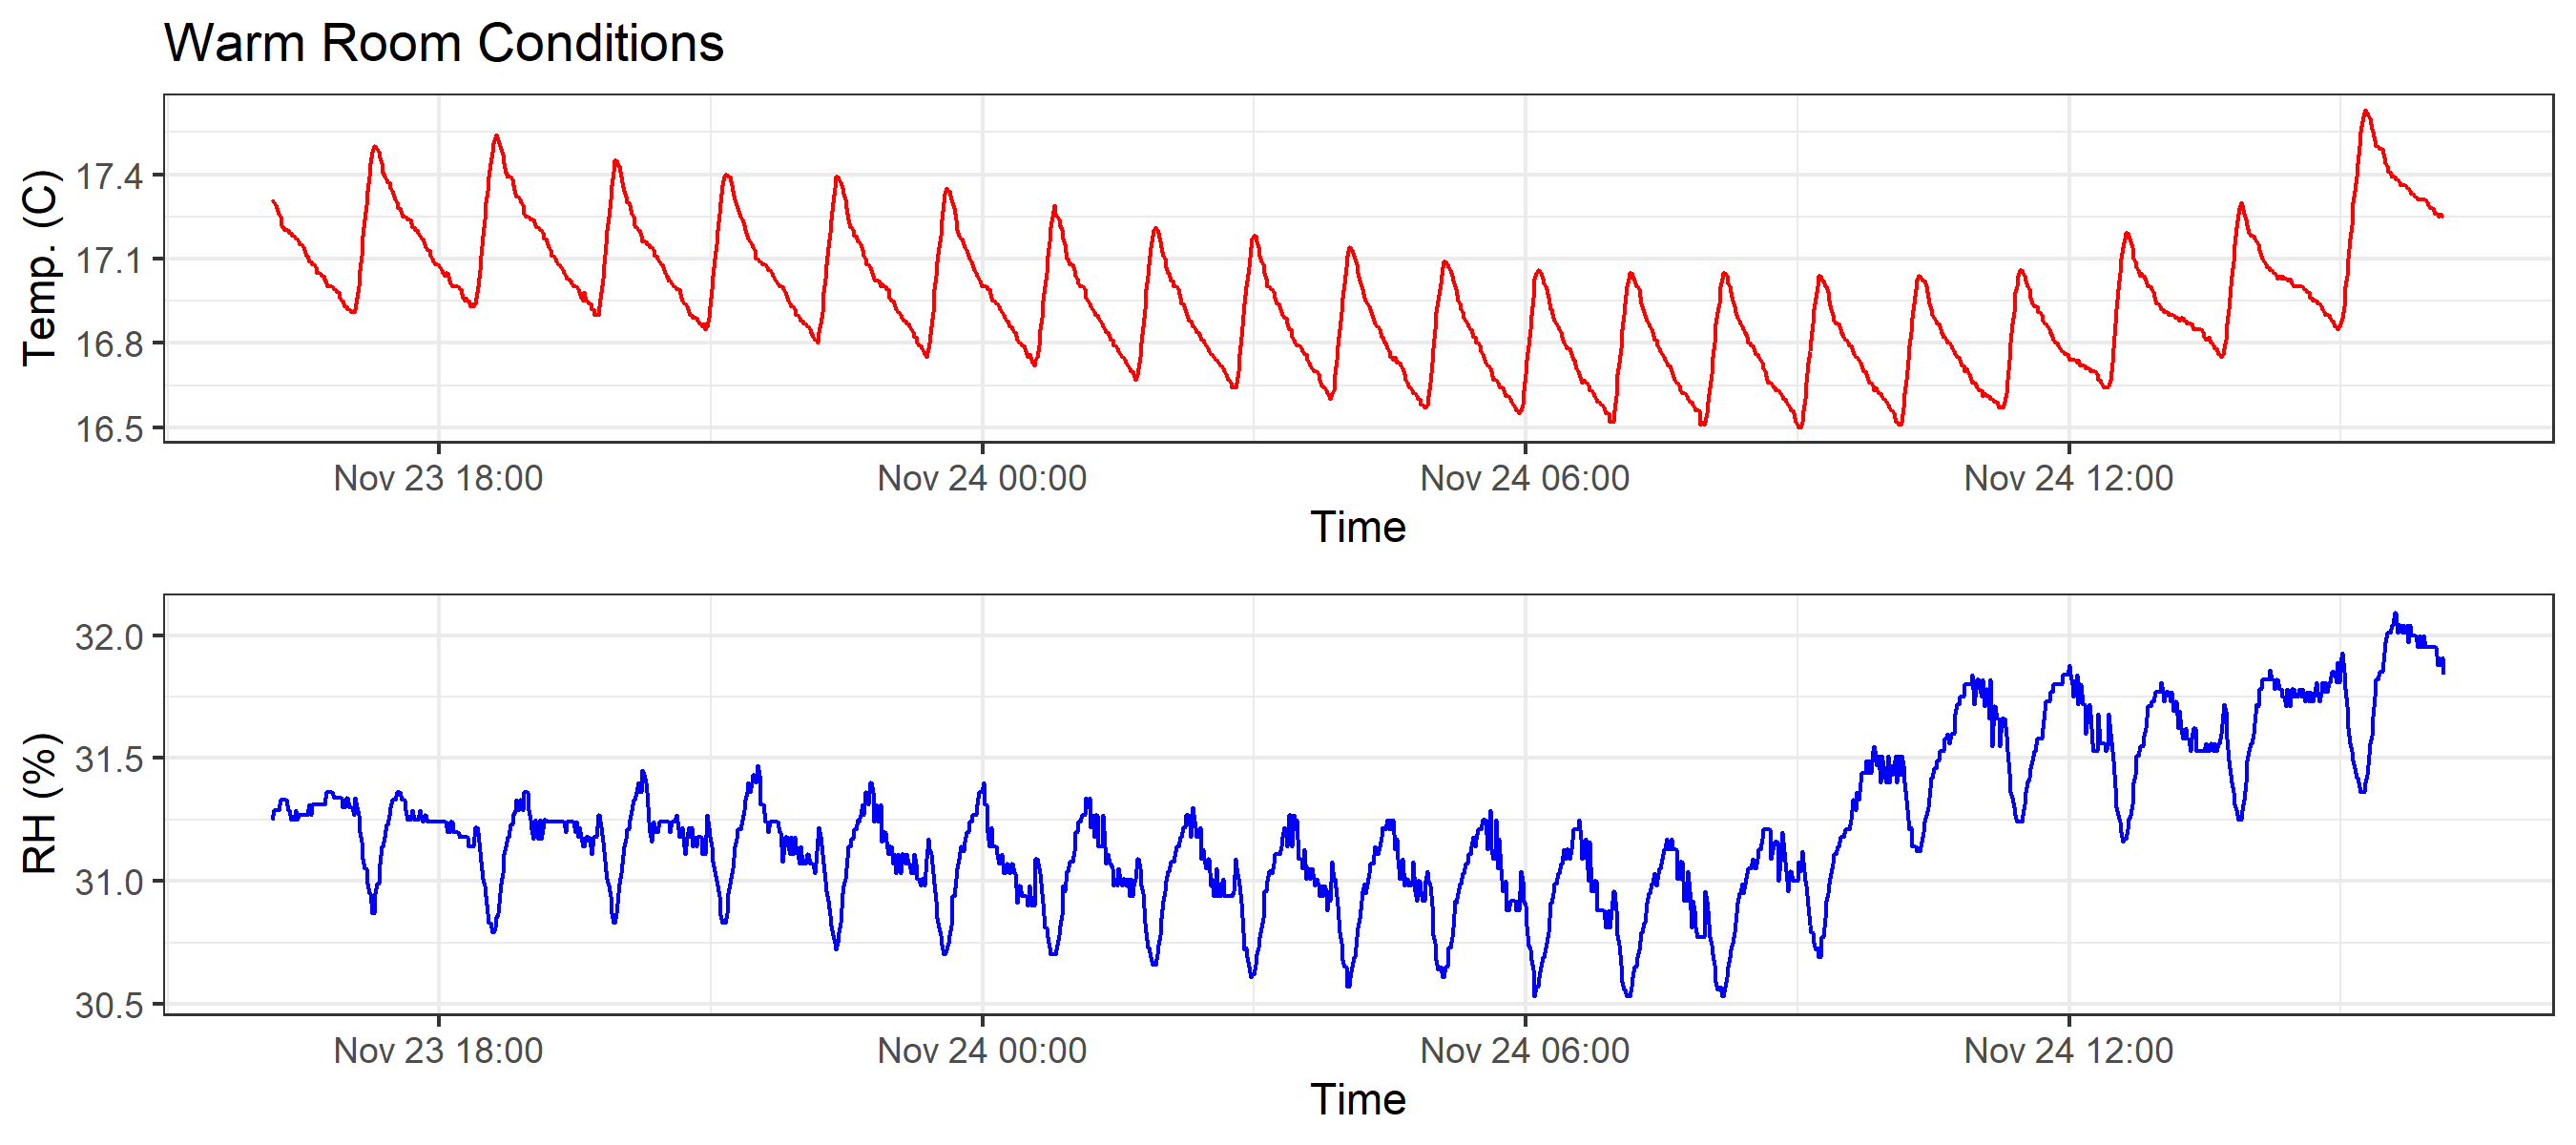 Warm Room Conditions
Temp. (C)
17.4
17.1
16.8
16.5
Nov 23 18:00 Nov 24 00:00 Nov 24 06:00 Nov 24 12:00
Time
RH (%)
32.0
31.5
31.0
30.5
Nov 23 18:00 Nov 24 00:00 Nov 24 06:00 Nov 24 12:00
Time